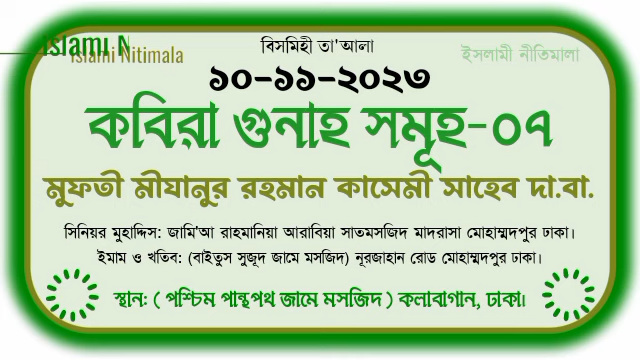 islami N
Islami Nitimala
বিসমিহী তা'আলা
ইসলামী নীতিমালা
১০-১১-২০২৩
কবিরা গুনাহ সমূহ-০৭
মুফতী মীযানুর রহমান কাসেমী সাহেব দা.বা.
সিনিয়র মুহাদ্দিস: জামি'আ রাহমানিয়া আরাবিয়া সাতমসজিদ মাদরাসা মোহাম্মদপুর ঢাকা।
ইমাম ও খতিব: (বাইতুস সুজূদ জামে মসজিদ) নূরজাহান রোড মোহাম্মদপুর ঢাকা।
স্থান: ( পশ্চিম পান্থপথ জামে মসজিদ ) কলাবাগান, ঢাকা।